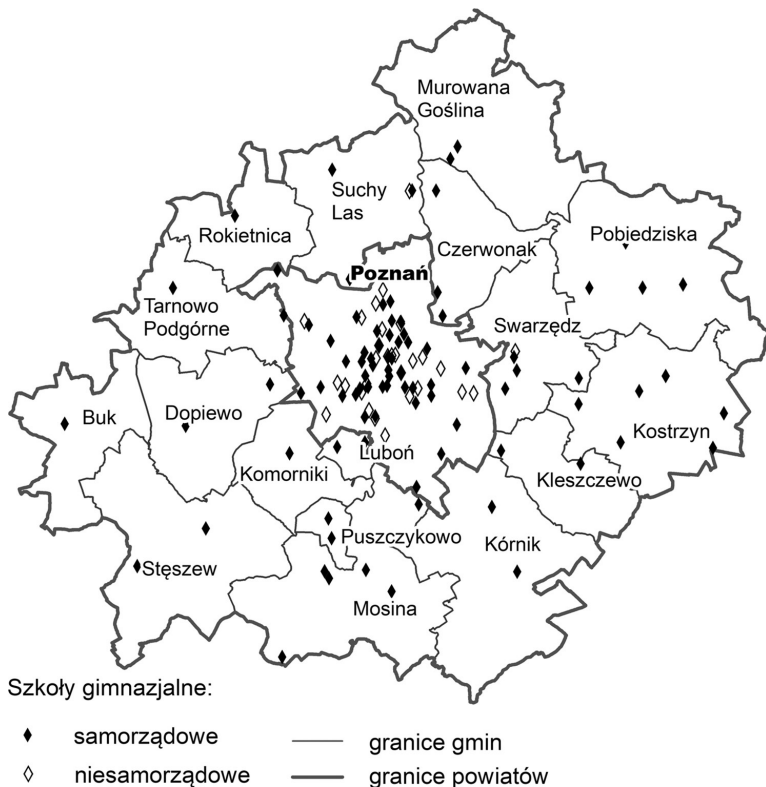 Murowana
Goślina
Suchy
Las
Rokietnica
Pobiedziska
Czerwonak
Poznań
Tarnowo
Podgórne
Swarzędz
Buk
Dopiewo
Kostrzyn
Luboń
Komorniki
Kleszczewo
Puszczykowo
Kórnik
Stęszew
Mosina
Szkoły gimnazjalne:
samorządowe
granice gmin
niesamorządowe
granice powiatów